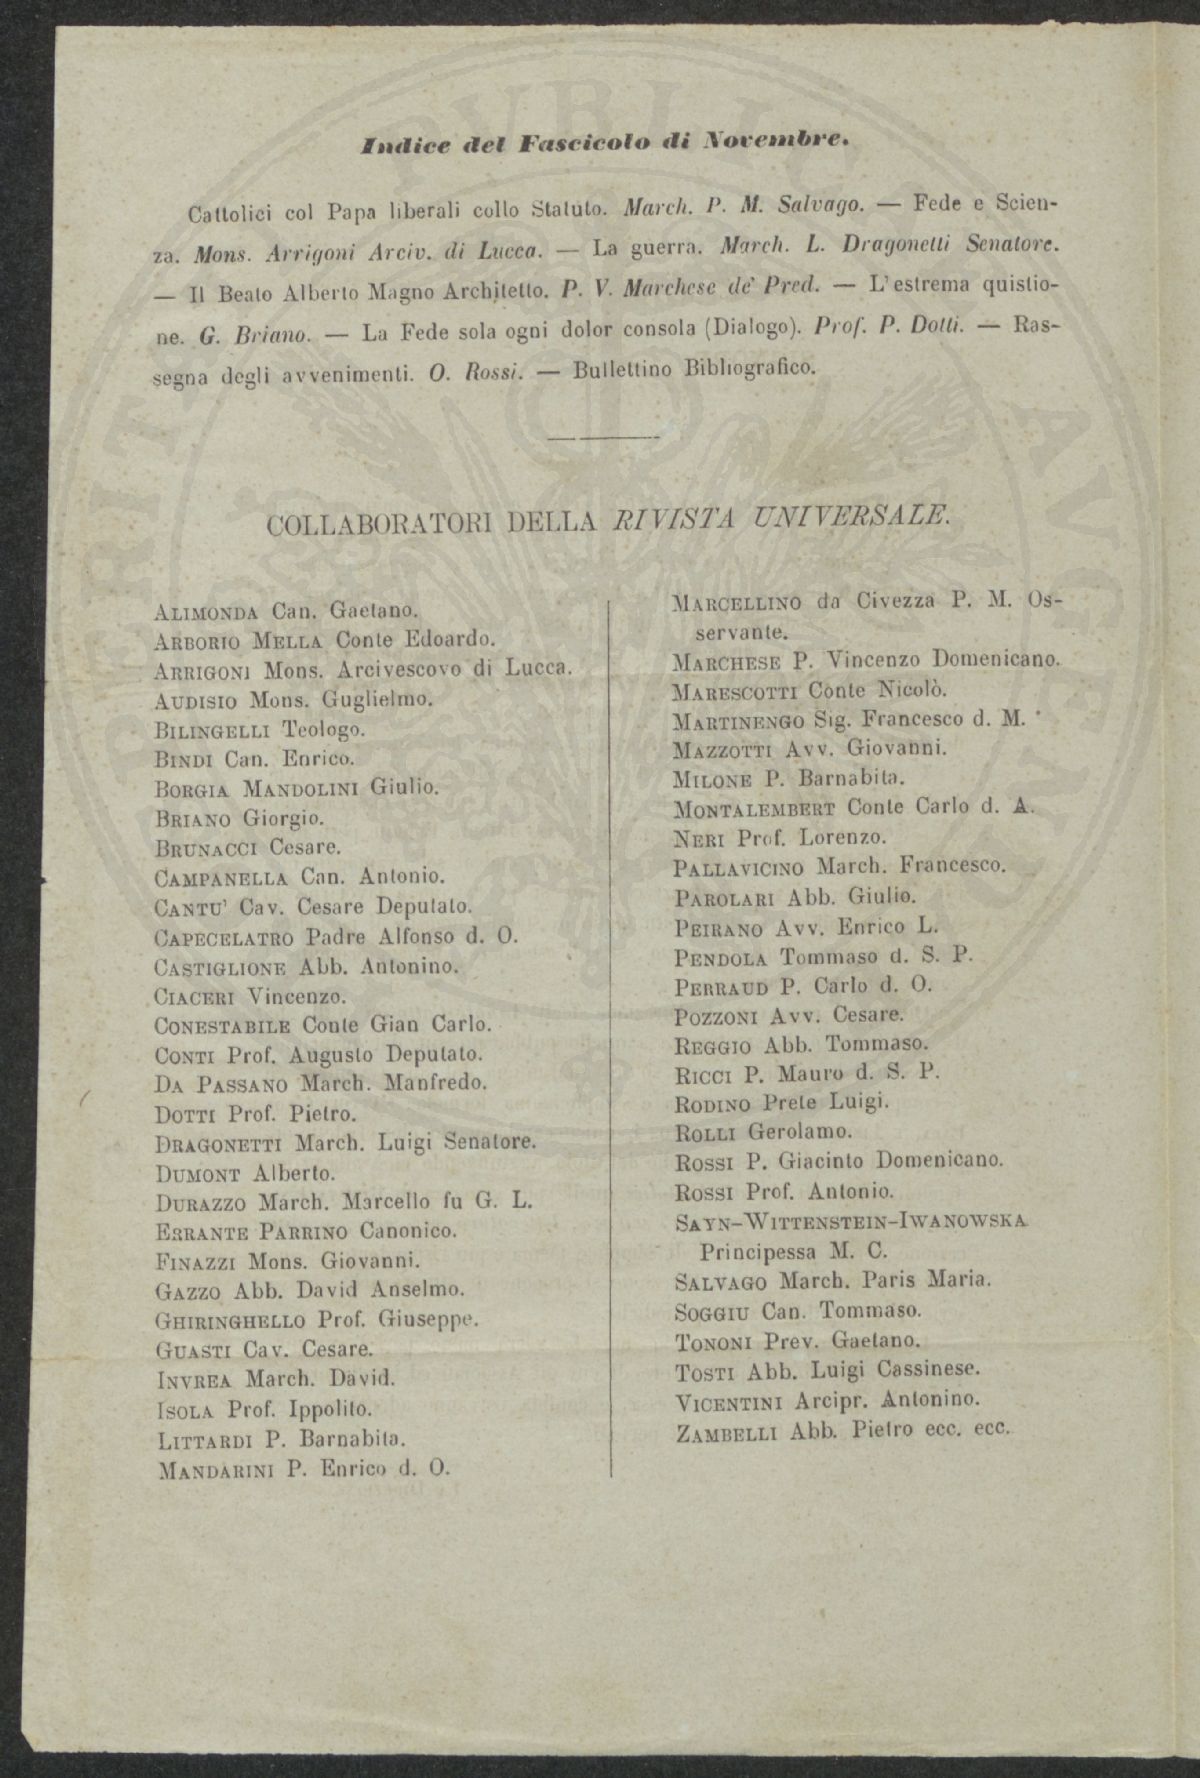 Indice del Fascicolo di Novembre.
Cattolici col Papa liberali collo Statuto. March. P. M. Salvago. — Fede e Scien-
za. Mons. Arrigoni Arciv. di Lucca. — La guerra. March. L. Dragonetti Senatore.
— Il Beato Alberto Magno Architetto. P. V. Marchese de' Pred. — L'estrema quistio-
ne. G. Briano. — La Fede sola ogni dolor consola (Dialogo). Prof. P. Dotti. — Ras-
segna degli avvenimenti. O. Rossi. — Bullettino Bibliografico.
COLLABORATORI DELLA RIVISTA UNIVERSALE.
ALIMONDA Can. Gaetano.
ARBORIO MELLA Conte Edoardo.
ARRIGONI Mons. Arcivescovo di Lucca.
AUDISIO Mons. Guglielmo.
BILINGELLI Teologo.
BINDI Can. Enrico.
BORGIA MANDOLINI Giulio.
BRIANO Giorgio.
BRUNACCI Cesare.
CAMPANELLA Can. Antonio.
CANTU' Cav. Cesare Deputato.
CAPECELATRO Padre Alfonso d. O.
CASTIGLIONE Abb. Antonino.
CIACERI Vincenzo.
CONESTABILE Conte Gian Carlo.
CONTI Prof. Augusto Deputato.
DA PASSANO March. Manfredo.
DOTTI Prof. Pietro.
DRAGONETTI March. Luigi Senatore.
DUMONT Alberto.
DURAZZO March. Marcello fu G. L.
ERRANTE PARRINO Canonico.
FINAZZI Mons. Giovanni.
GAZZO Abb. David Anselmo.
GHIRINGHELLO Prof. Giuseppe.
GUASTI Cav. Cesare.
INVREA March. David.
ISOLA Prof. Ippolito.
LITTARDI P. Barnabita.
MANDARINI P. Enrico d. O.
MARCELLINO da Civezza P. M. Os-
servante.
MARCHESE P. Vincenzo Domenicano.
MARESCOTTI Conte Nicolò.
MARTINENGO Sig. Francesco d. M.
MAZZOTTI Avv. Giovanni.
MILONE P. Barnabita.
MONTALEMBERT Conte Carlo d. A.
NERI Prof. Lorenzo.
PALLAVICINO March. Francesco.
PAROLARI Abb. Giulio.
PEIRANO Avv. Enrico L.
PENDOLA Tommaso d. S. P.
PERRAUD P. Carlo d. O.
POZZONI Avv. Cesare.
REGGIO Abb. Tommaso.
RICCI P. Mauro d. S. P.
RODINO Prete Luigi.
ROLLI Gerolamo.
ROSSI P. Giacinto Domenicano.
ROSSI Prof. Antonio.
SAYN-WITTENSTEIN-IWANOWSKA
Principessa M. C.
SALVAGO March. Paris Maria.
SOGGIU Can. Tommaso.
TONONI Prev. Gaetano.
TOSTI Abb. Luigi Cassinese.
VICENTINI Arcipr. Antonino.
ZAMBELLI Abb. Pietro ecc. ecc.